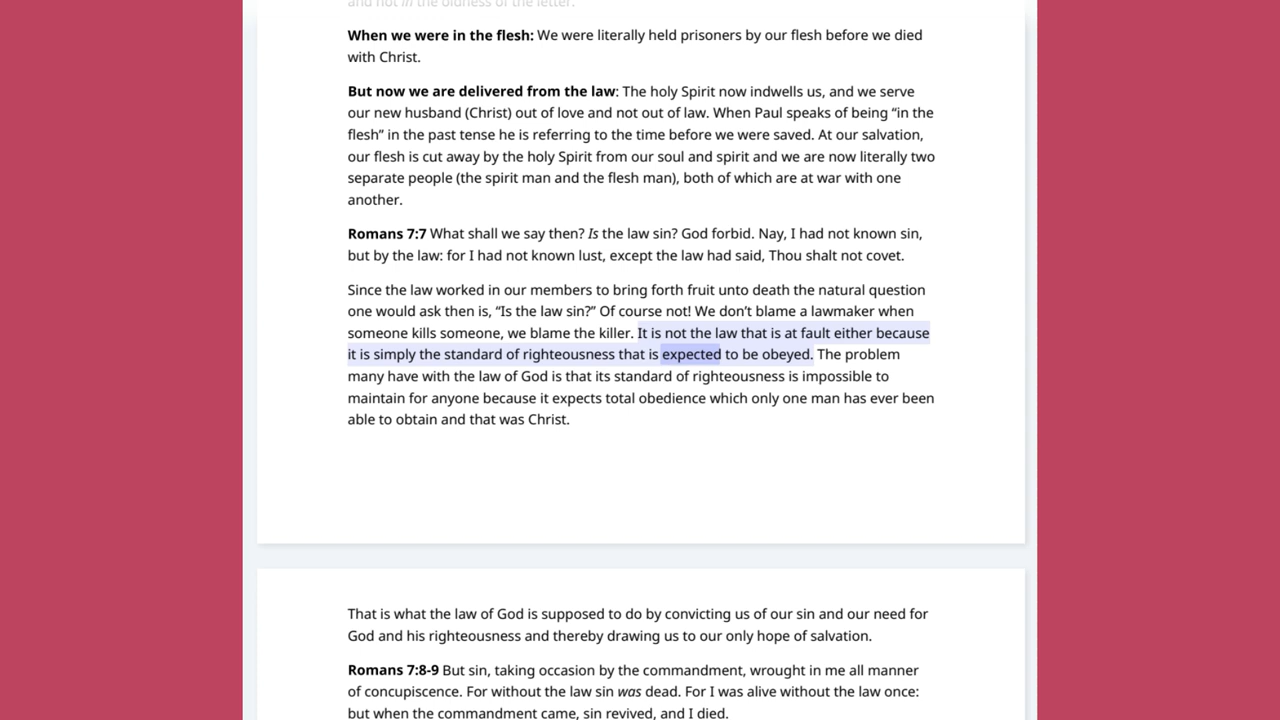 and not in the oldness of the letter.
When we were in the flesh: We were literally held prisoners by our flesh before we died
with Christ.
But now we are delivered from the law: The holy Spirit now indwells us, and we serve
our new husband (Christ) out of love and not out of law. When Paul speaks of being “in the
flesh” in the past tense he is referring to the time before we were saved. At our salvation,
our flesh is cut away by the holy Spirit from our soul and spirit and we are now literally two
separate people (the spirit man and the flesh man), both of which are at war with one
another.
Romans 7:7 What shall we say then? Is the law sin? God forbid. Nay, I had not known sin,
but by the law: for I had not known lust, except the law had said, Thou shalt not covet.
Since the law worked in our members to bring forth fruit unto death the natural question
one would ask then is, “Is the law sin?” Of course not! We don’t blame a lawmaker when
someone kills someone, we blame the killer. It is not the law that is at fault either because
it is simply the standard of righteousness that is expected to be obeyed. The problem
many have with the law of God is that its standard of righteousness is impossible to
maintain for anyone because it expects total obedience which only one man has ever been
able to obtain and that was Christ.
That is what the law of God is supposed to do by convicting us of our sin and our need for
God and his righteousness and thereby drawing us to our only hope of salvation.
Romans 7:8-9 But sin, taking occasion by the commandment, wrought in me all manner
of concupiscence. For without the law sin was dead. For I was alive without the law once:
but when the commandment came, sin revived, and I died.